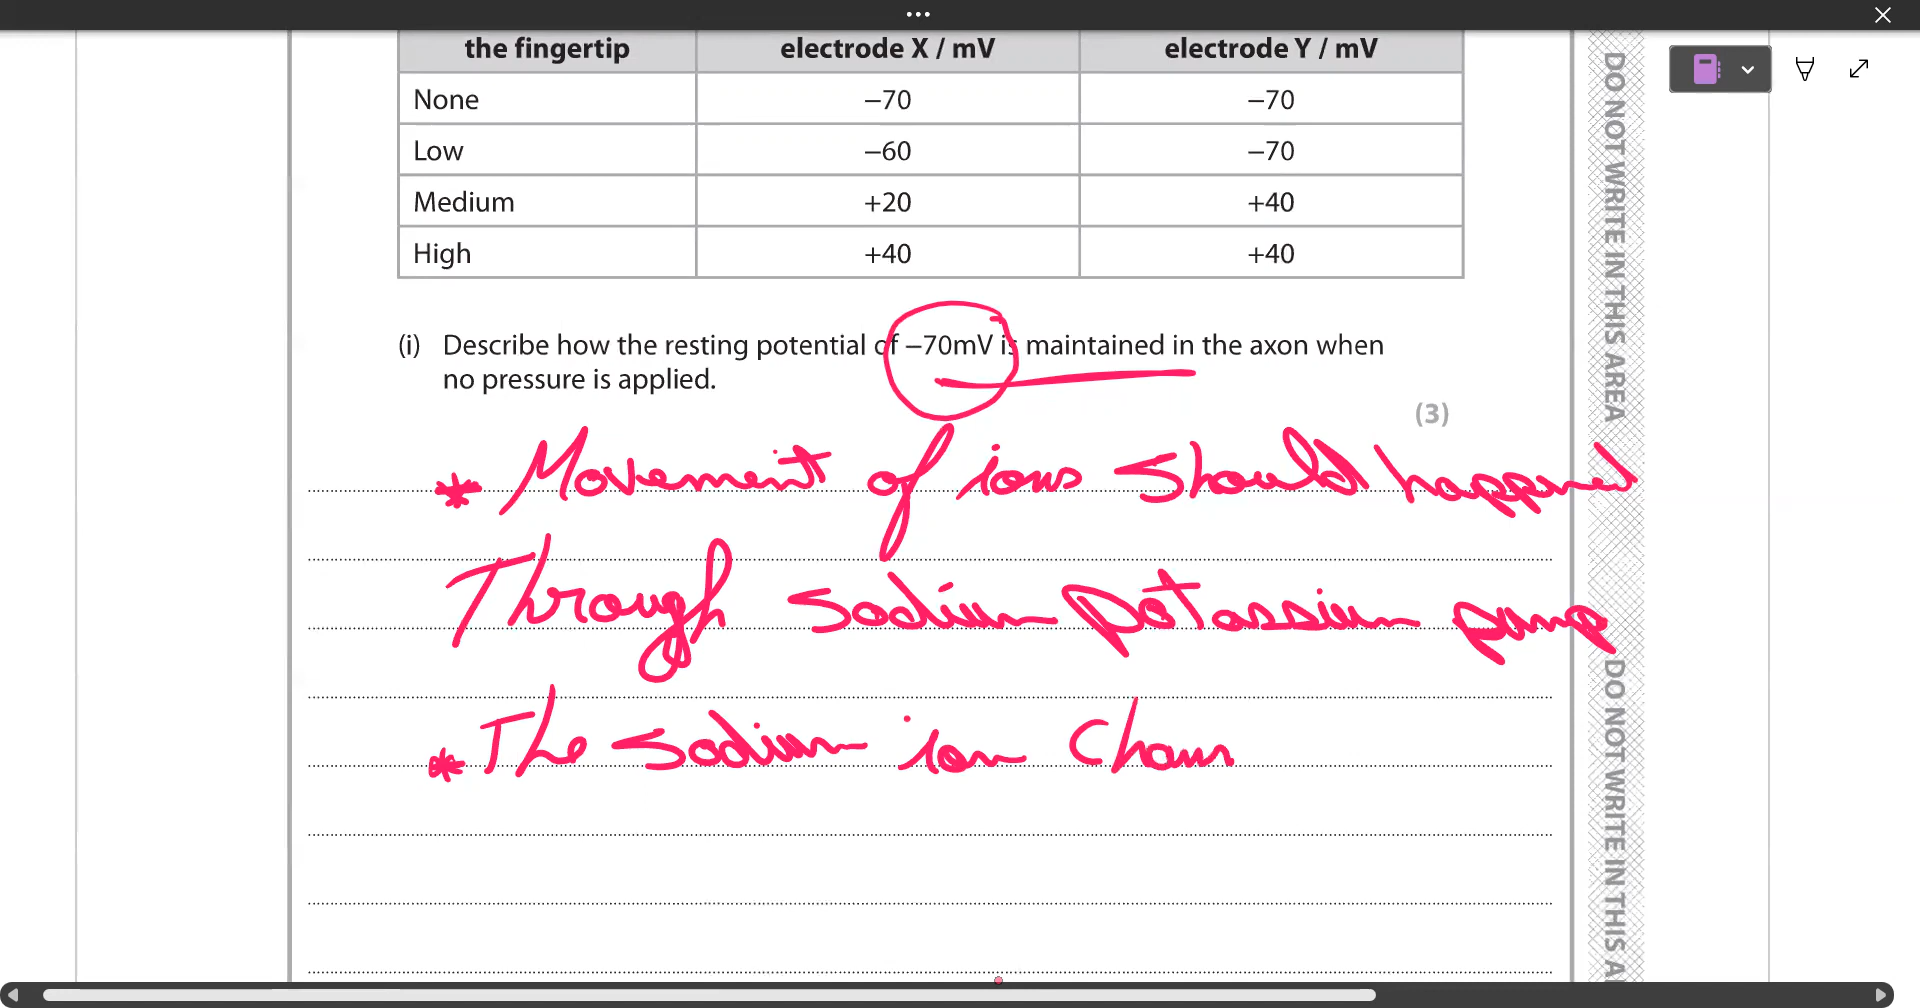 the fingertip electrode X / mV electrode Y / mV
None −70 −70
Low −60 −70
Medium +20 +40
High +40 +40
(i) Describe how the resting potential of −70mV is maintained in the axon when
no pressure is applied.
(3)
* Movement of ions should happened
Through sodium potassium pump
* The sodium ion Chann
DO NOT WRITE IN THIS AREA
DO NOT WRITE IN THIS A